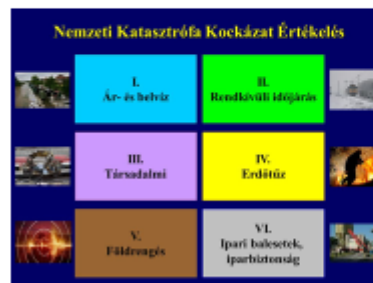 Nemzeti Katasztrófa Kockázat Értékelés
I.
Ár- és belvíz
II.
Rendkívüli időjárás
III.
Társadalmi
IV.
Erdőtűz
V.
Földrengés
VI.
Ipari balesetek,
iparbiztonság